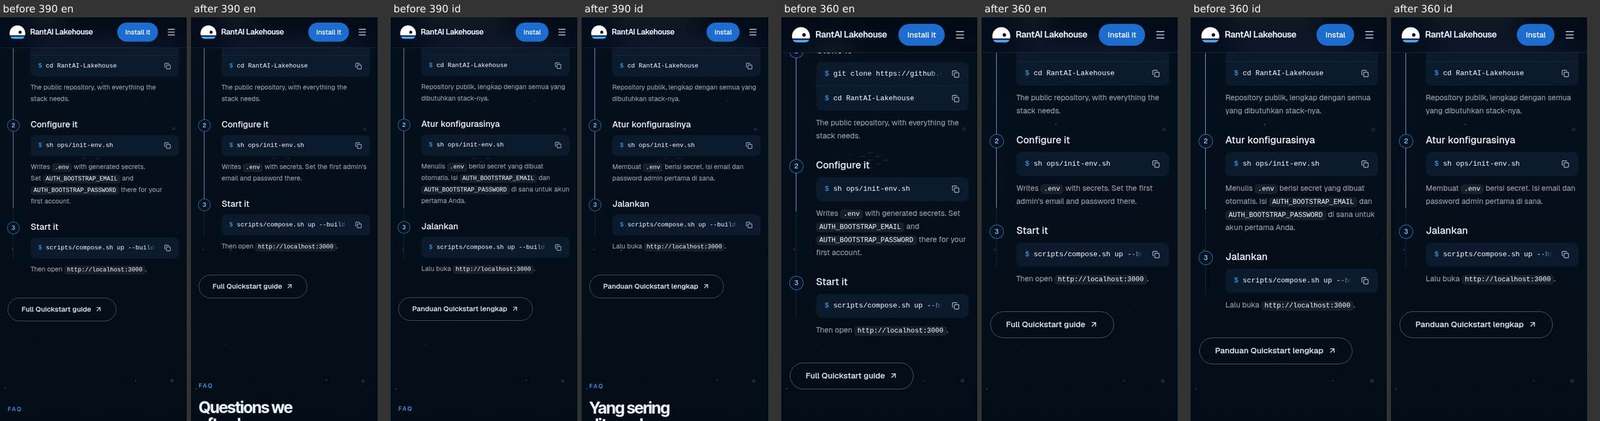 before 390 en
RantAI Lakehouse
Install it
$ cd RantAI-Lakehouse
The public repository, with everything the
stack needs.
2
Configure it
$ sh ops/init-env.sh
Writes .env with generated secrets.
Set AUTH_BOOTSTRAP_EMAIL and
AUTH_BOOTSTRAP_PASSWORD there for your
first account.
3
Start it
$ scripts/compose.sh up --build
Then open http://localhost:3000.
Full Quickstart guide
FAQ
after 390 en
RantAI Lakehouse
Install it
$ cd RantAI-Lakehouse
The public repository, with everything the
stack needs.
2
Configure it
$ sh ops/init-env.sh
Writes .env with secrets. Set the first admin's
email and password there.
3
Start it
$ scripts/compose.sh up --build
Then open http://localhost:3000.
Full Quickstart guide
FAQ
Questions we
before 390 id
RantAI Lakehouse
Instal
$ cd RantAI-Lakehouse
Repository publik, lengkap dengan semua yang
dibutuhkan stack-nya.
2
Atur konfigurasinya
$ sh ops/init-env.sh
Menulis .env berisi secret yang dibuat
otomatis. Isi AUTH_BOOTSTRAP_EMAIL dan
AUTH_BOOTSTRAP_PASSWORD di sana untuk akun
pertama Anda.
3
Jalankan
$ scripts/compose.sh up --build
Lalu buka http://localhost:3000.
Panduan Quickstart lengkap
FAQ
after 390 id
RantAI Lakehouse
Instal
$ cd RantAI-Lakehouse
Repository publik, lengkap dengan semua yang
dibutuhkan stack-nya.
2
Atur konfigurasinya
$ sh ops/init-env.sh
Membuat .env berisi secret. Isi email dan
password admin pertama di sana.
3
Jalankan
$ scripts/compose.sh up --build
Lalu buka http://localhost:3000.
Panduan Quickstart lengkap
FAQ
Yang sering
before 360 en
RantAI Lakehouse
Install it
$ git clone https://github.
$ cd RantAI-Lakehouse
The public repository, with everything the
stack needs.
2
Configure it
$ sh ops/init-env.sh
Writes .env with generated secrets. Set
AUTH_BOOTSTRAP_EMAIL and
AUTH_BOOTSTRAP_PASSWORD there for your
first account.
3
Start it
$ scripts/compose.sh up --b
Then open http://localhost:3000.
Full Quickstart guide
after 360 en
RantAI Lakehouse
Install it
$ cd RantAI-Lakehouse
The public repository, with everything the
stack needs.
2
Configure it
$ sh ops/init-env.sh
Writes .env with secrets. Set the first
admin's email and password there.
3
Start it
$ scripts/compose.sh up --b
Then open http://localhost:3000.
Full Quickstart guide
before 360 id
RantAI Lakehouse
Instal
$ cd RantAI-Lakehouse
Repository publik, lengkap dengan semua
yang dibutuhkan stack-nya.
2
Atur konfigurasinya
$ sh ops/init-env.sh
Menulis .env berisi secret yang dibuat
otomatis. Isi AUTH_BOOTSTRAP_EMAIL dan
AUTH_BOOTSTRAP_PASSWORD di sana untuk
akun pertama Anda.
3
Jalankan
$ scripts/compose.sh up --b
Lalu buka http://localhost:3000.
Panduan Quickstart lengkap
after 360 id
RantAI Lakehouse
Instal
$ cd RantAI-Lakehouse
Repository publik, lengkap dengan semua
yang dibutuhkan stack-nya.
2
Atur konfigurasinya
$ sh ops/init-env.sh
Membuat .env berisi secret. Isi email dan
password admin pertama di sana.
3
Jalankan
$ scripts/compose.sh up --b
Lalu buka http://localhost:3000.
Panduan Quickstart lengkap